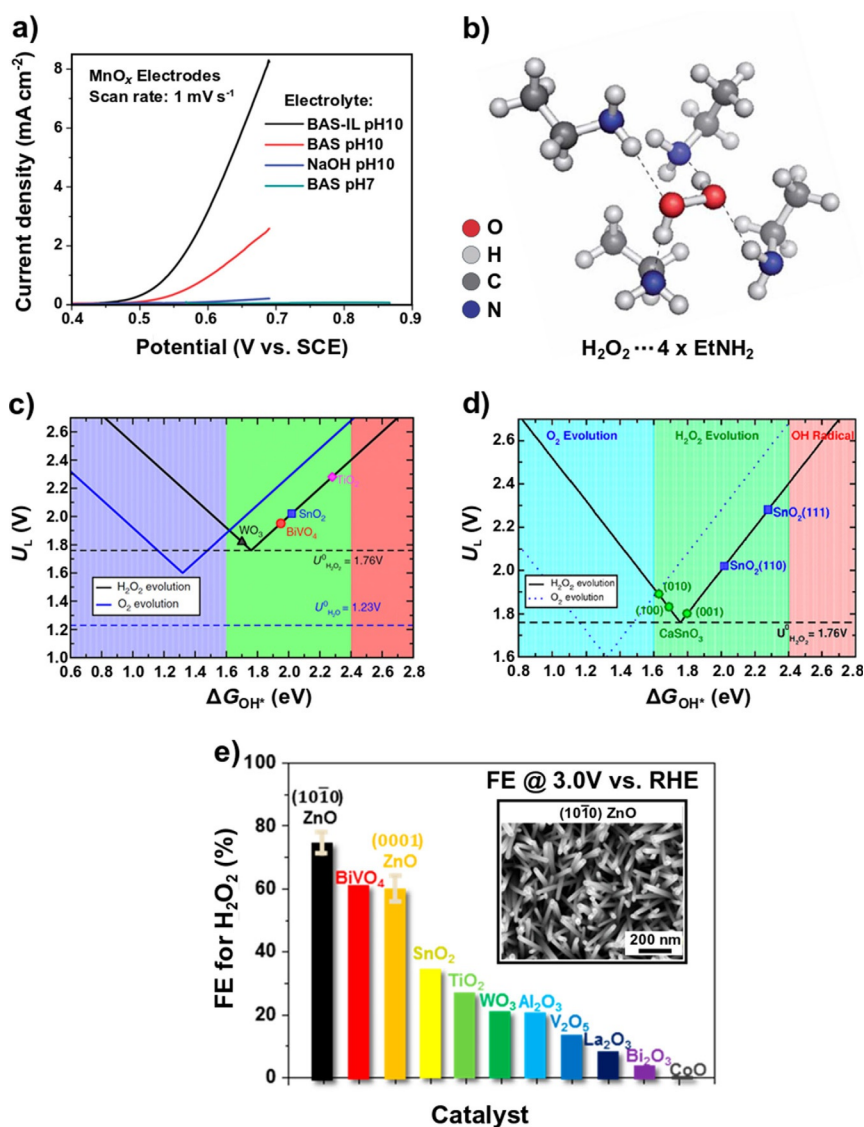 a)
Current density (mA cm⁻²)
8
6
4
2
0
MnOₓ Electrodes
Scan rate: 1 mV s⁻¹
Electrolyte:
BAS-IL pH10
BAS pH10
NaOH pH10
BAS pH7
0.4 0.5 0.6 0.7 0.8 0.9
Potential (V vs. SCE)
b)
O
H
C
N
H₂O₂ ··· 4 x EtNH₂
c)
U_L (V)
2.6
2.4
2.2
2.0
1.8
1.6
1.4
1.2
1.0
TiO₂
SnO₂
BiVO₄
WO₃
U⁰_H₂O₂ = 1.76V
H₂O₂ evolution
O₂ evolution
U⁰_H₂O = 1.23V
0.6 0.8 1.0 1.2 1.4 1.6 1.8 2.0 2.2 2.4 2.6 2.8
ΔG_OH* (eV)
d)
U_L (V)
2.6
2.4
2.2
2.0
1.8
1.6
O₂ Evolution
H₂O₂ Evolution
OH Radical
SnO₂(111)
SnO₂(110)
(001)
CaSnO₃
H₂O₂ evolution
O₂ evolution
U⁰_H₂O₂ = 1.76V
0.8 1.0 1.2 1.4 1.6 1.8 2.0 2.2 2.4 2.6 2.8
ΔG_OH* (eV)
e)
FE for H₂O₂ (%)
100
80
60
40
20
0
FE @ 3.0V vs. RHE
(101̅0) ZnO
200 nm
(101̅0)
ZnO
BiVO₄
(0001)
ZnO
SnO₂
TiO₂
WO₃
Al₂O₃
V₂O₅
La₂O₃
Bi₂O₃
CoO
Catalyst